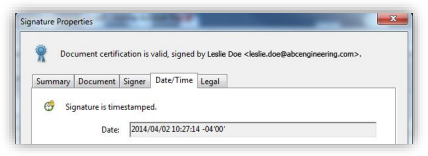 Signature Properties
Document certification is valid, signed by Leslie Doe <leslie.doe@abcengineering.com>.
Summary Document Signer Date/Time Legal
Signature is timestamped.
Date: 2014/04/02 10:27:14 -04'00'